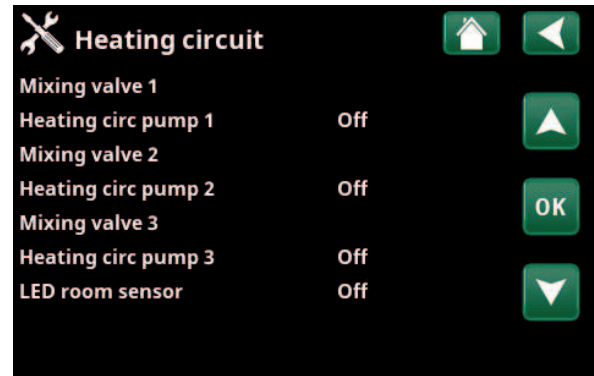 Heating circuit
Mixing valve 1
Heating circ pump 1 Off
Mixing valve 2
Heating circ pump 2 Off
OK
Mixing valve 3
Heating circ pump 3 Off
LED room sensor Off